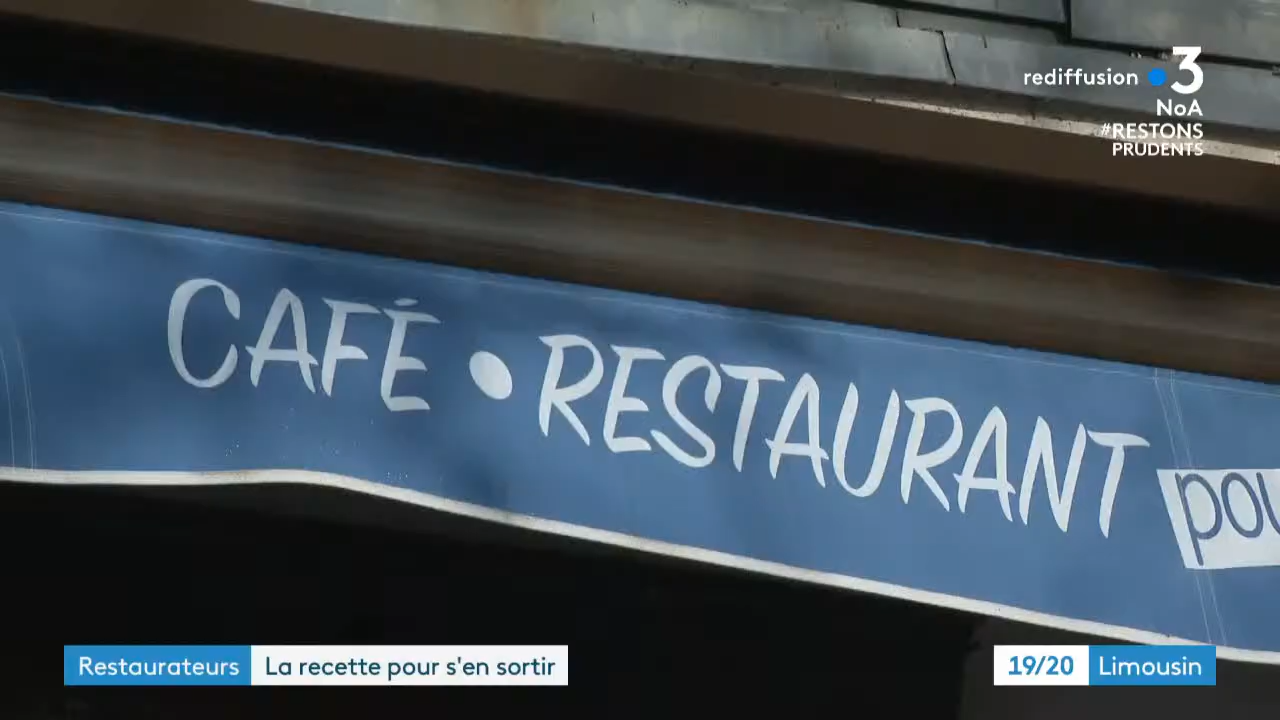 rediffusion 3
NoA
#RESTONS
PRUDENTS
CAFÉ • RESTAURANT
Restaurateurs La recette pour s'en sortir
19/20 Limousin